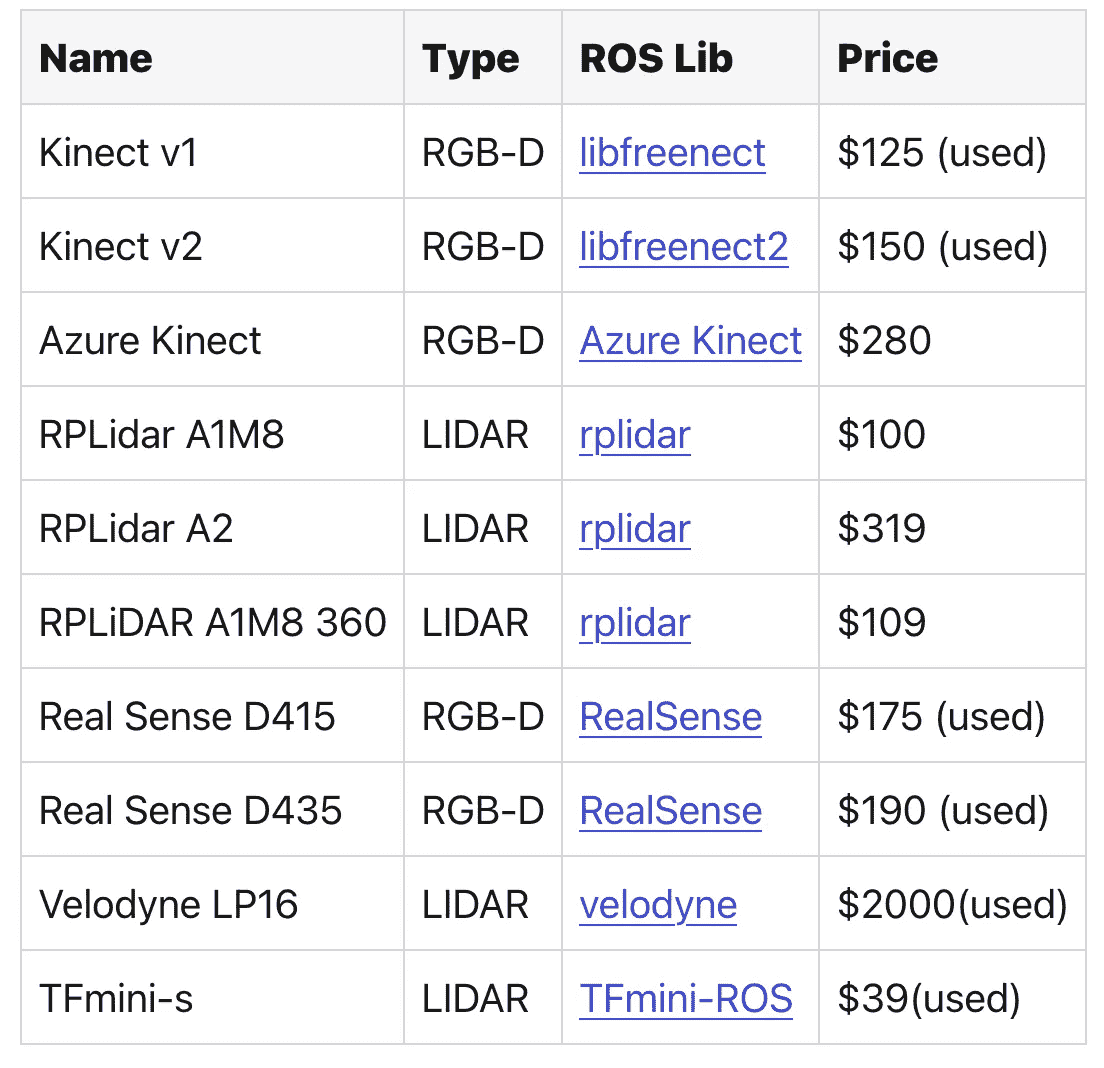 Name Type ROS Lib Price
Kinect v1 RGB-D libfreenect $125 (used)
Kinect v2 RGB-D libfreenect2 $150 (used)
Azure Kinect RGB-D Azure Kinect $280
RPLidar A1M8 LIDAR rplidar $100
RPLidar A2 LIDAR rplidar $319
RPLiDAR A1M8 360 LIDAR rplidar $109
Real Sense D415 RGB-D RealSense $175 (used)
Real Sense D435 RGB-D RealSense $190 (used)
Velodyne LP16 LIDAR velodyne $2000(used)
TFmini-s LIDAR TFmini-ROS $39(used)